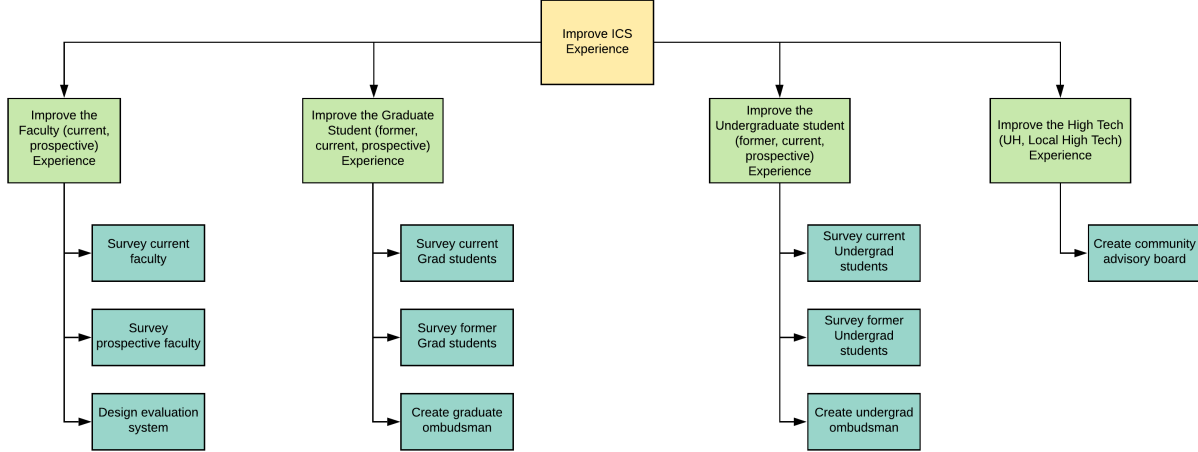 Improve ICS
Experience
Improve the
Faculty (current,
prospective)
Experience
Improve the Graduate
Student (former,
current, prospective)
Experience
Improve the
Undergraduate student
(former, current,
prospective)
Experience
Improve the High Tech
(UH, Local High Tech)
Experience
Survey current
faculty
Survey current
Grad students
Survey current
Undergrad
students
Create community
advisory board
Survey
prospective faculty
Survey former
Grad students
Survey former
Undergrad
students
Design evaluation
system
Create graduate
ombudsman
Create undergrad
ombudsman